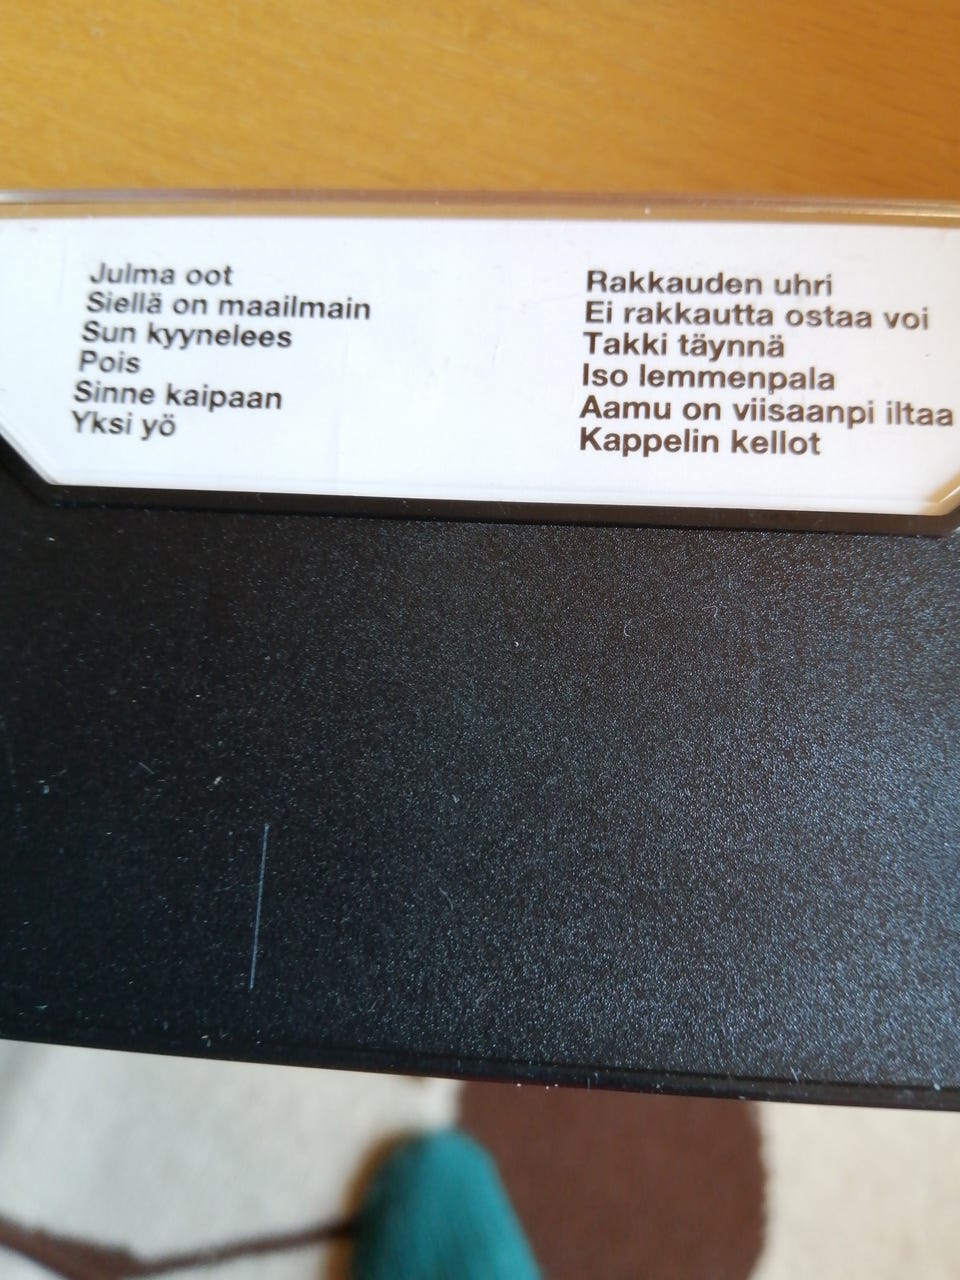 Julma oot
Siellä on maailmain
Sun kyynelees
Pois
Sinne kaipaan
Yksi yö
Rakkauden uhri
Ei rakkautta ostaa voi
Takki täynnä
Iso lemmenpala
Aamu on viisaanpi iltaa
Kappelin kellot